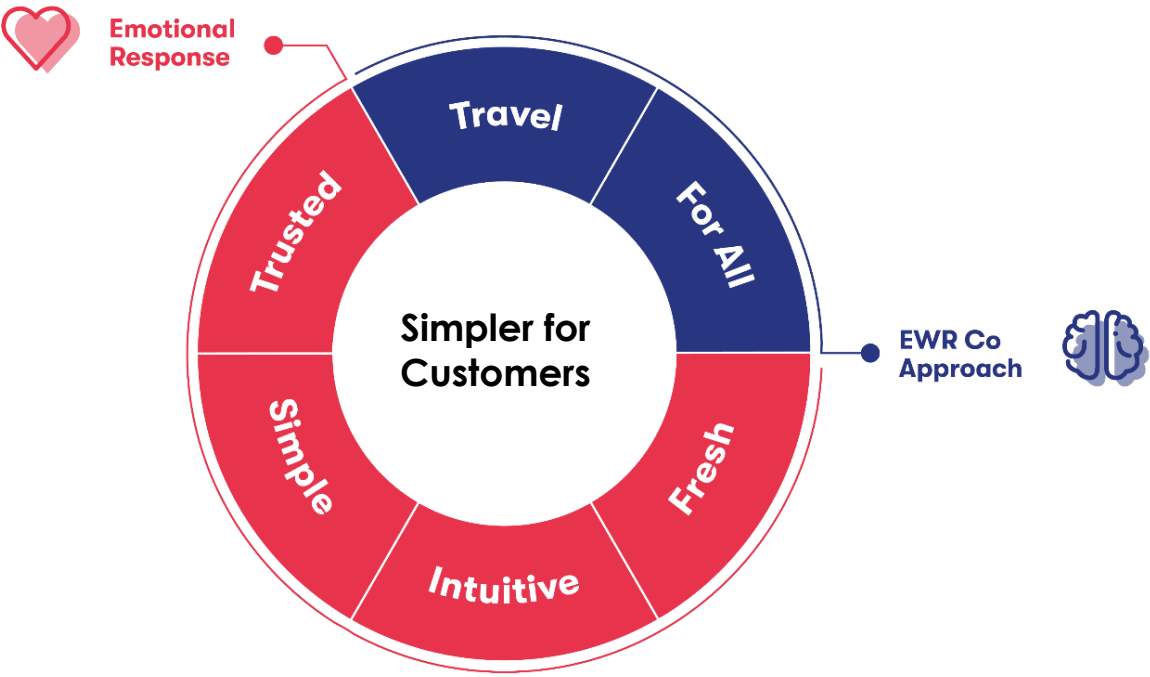 Emotional
Response
Travel
For All
Trusted
Simpler for
Customers
EWR Co
Approach
Simple
Fresh
Intuitive